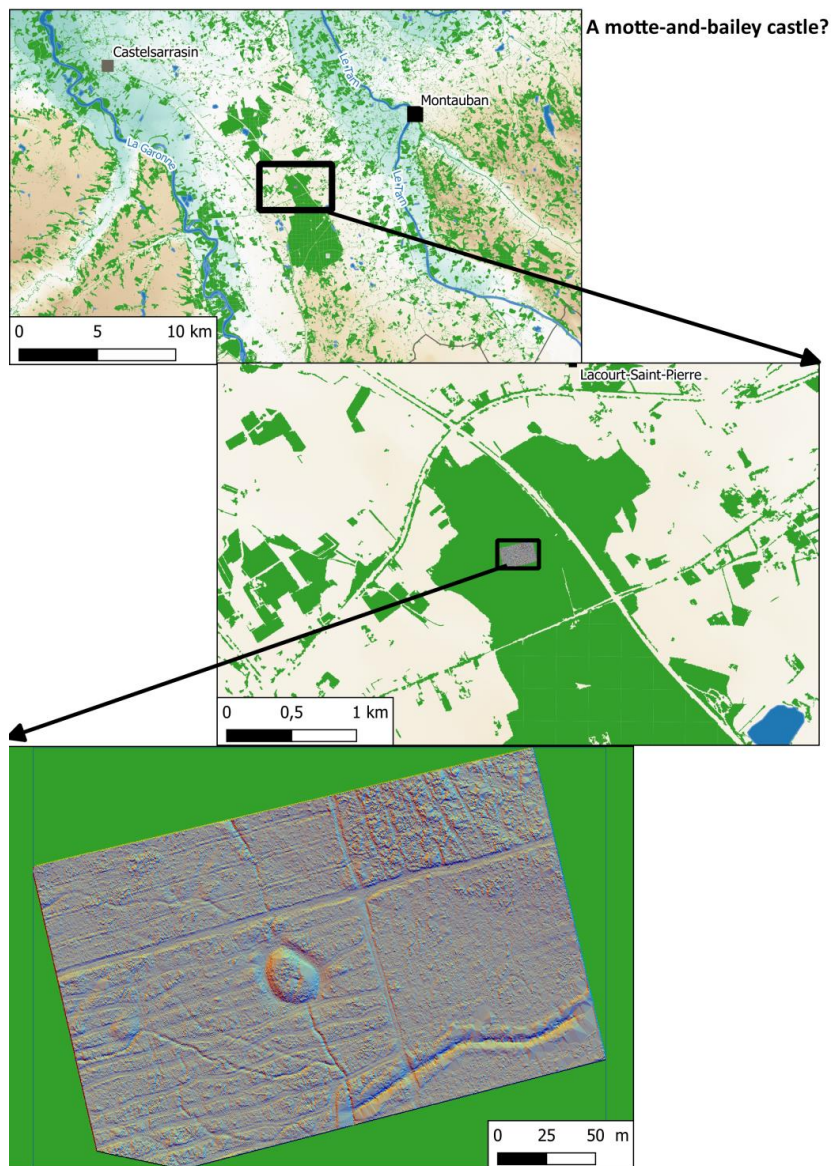 A motte-and-bailey castle?
Castelsarrasin
Le Tarn
Montauban
La Garonne
Le Tarn
0 5 10 km
Lacourt-Saint-Pierre
0 0,5 1 km
0 25 50 m